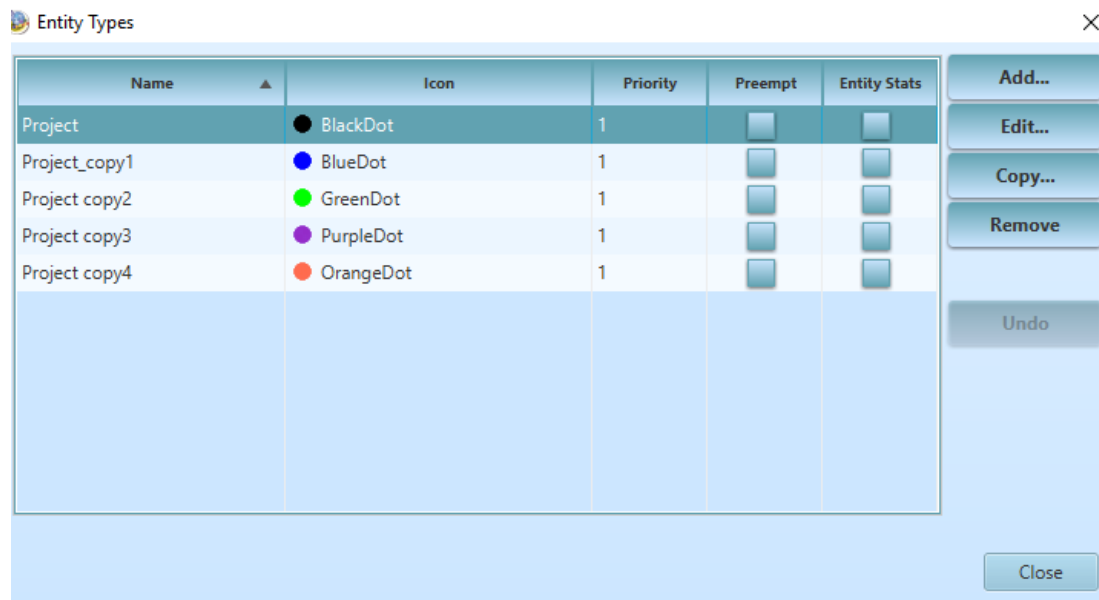 Entity Types
Name Icon Priority Preempt Entity Stats
Project BlackDot 1
Project_copy1 BlueDot 1
Project copy2 GreenDot 1
Project copy3 PurpleDot 1
Project copy4 OrangeDot 1
Add...
Edit...
Copy...
Remove
Undo
Close